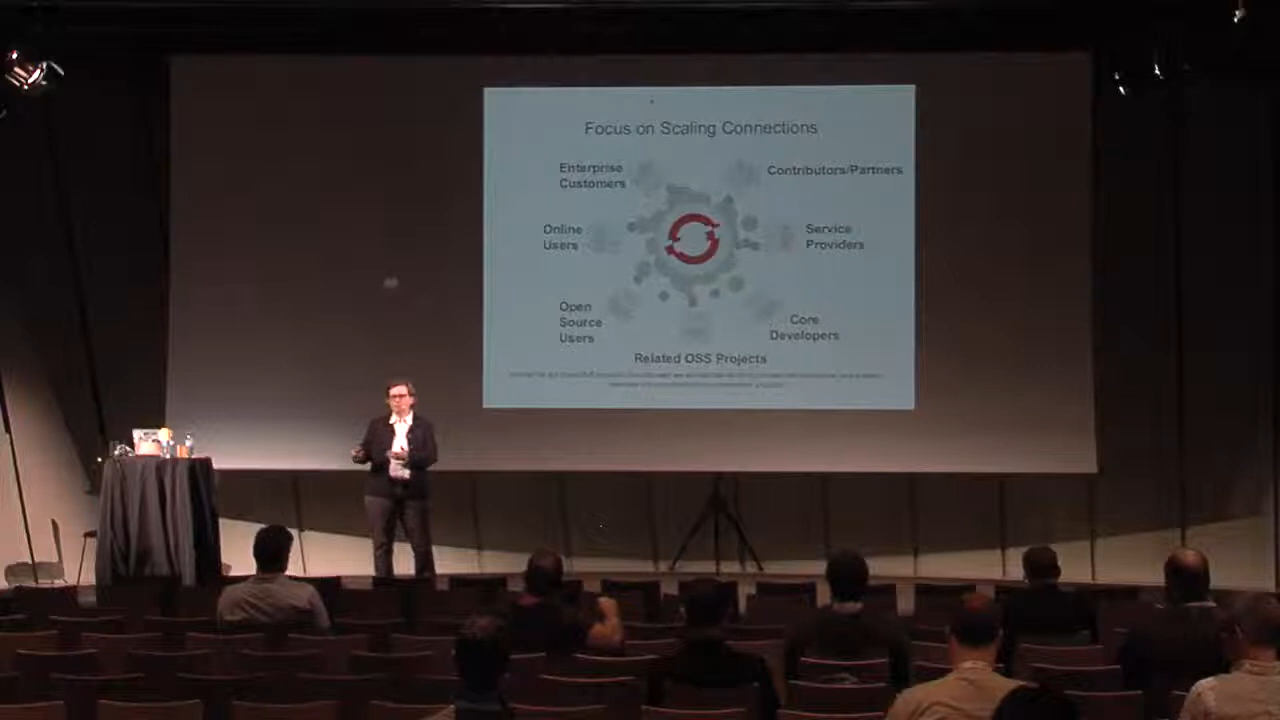 Focus on Scaling Connections
Enterprise
Customers
Contributors/Partners
Online
Users
Service
Providers
Open
Source
Users
Core
Developers
Related OSS Projects